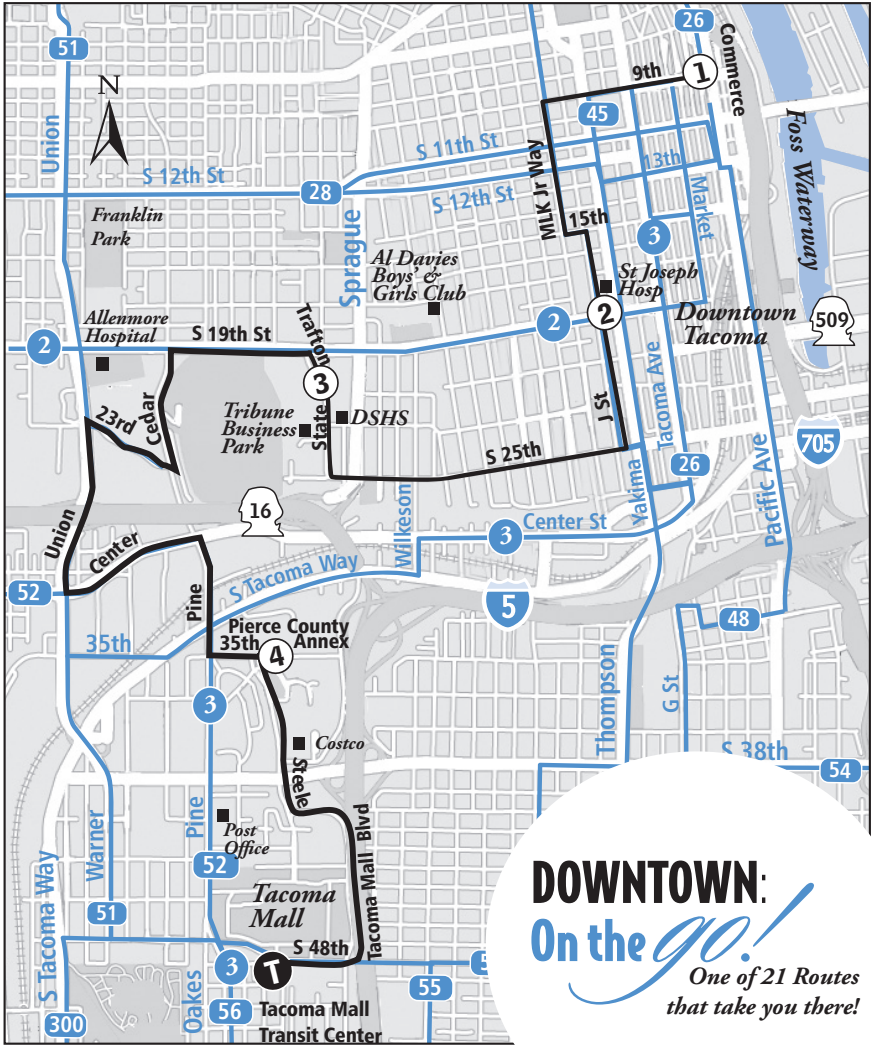 26
Commerce
51
9th
1
N
45
Union
Foss Waterway
S 11th St
MLK Jr Way
13th
S 12th St
28
S 12th St
Market
Franklin
Park
15th
3
Sprague
Al Davies
Boys' &
Girls Club
St Joseph
Hosp
Allenmore
Hospital
Trafton
2
2
Downtown
Tacoma
509
2
S 19th St
3
Tacoma Ave
Cedar
23rd
Tribune
Business
Park
State
DSHS
J St
705
S 25th
26
Yakima
Pacific Ave
16
Wilkeson
3
Center St
Union
Center
S Tacoma Way
52
Pine
5
48
Pierce County
Annex
35th
35th
4
Thompson
G St
3
Costco
S 38th
54
Steele
Warner
Pine
Post
Office
Tacoma Mall Blvd
52
Tacoma
Mall
DOWNTOWN:
On the go!
One of 21 Routes
that take you there!
S Tacoma Way
51
S 48th
3
T
5
55
Oakes
56
300
Tacoma Mall
Transit Center